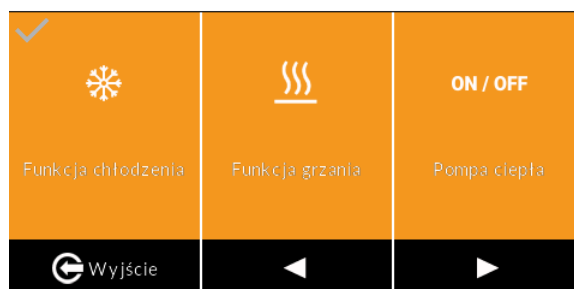 ON / OFF
Funkcja chłodzenia
Funkcja grzania
Pompa ciepła
Wyjście